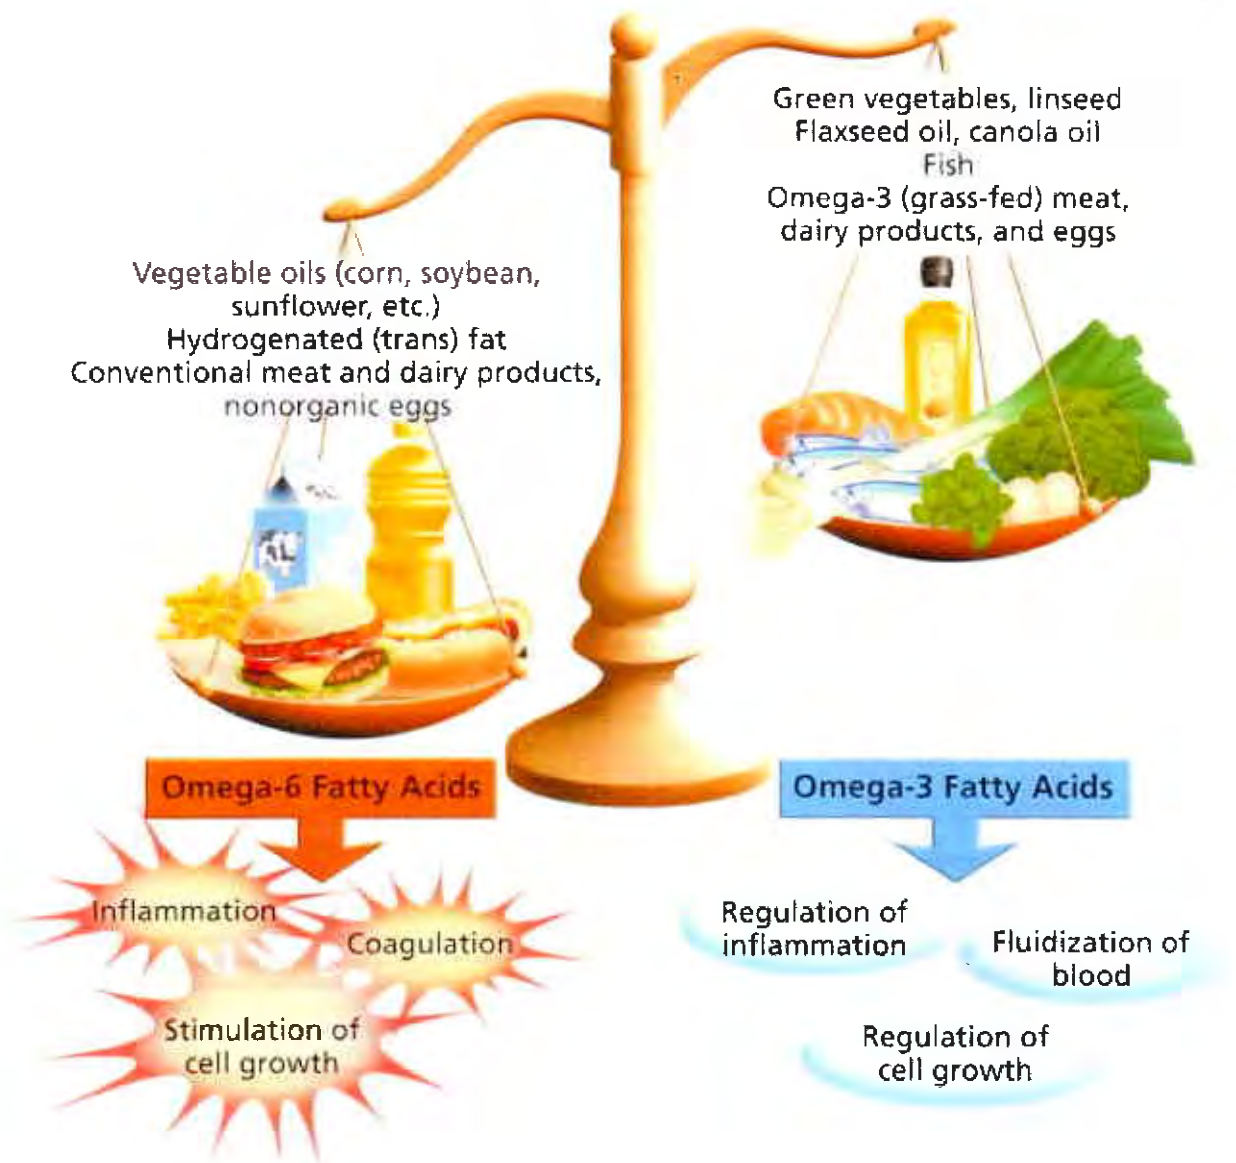 Green vegetables, linseed
Flaxseed oil, canola oil
Fish
Omega-3 (grass-fed) meat,
dairy products, and eggs
Vegetable oils (corn, soybean,
sunflower, etc.)
Hydrogenated (trans) fat
Conventional meat and dairy products,
nonorganic eggs
Omega-6 Fatty Acids
Inflammation
Coagulation
Stimulation of
cell growth
Omega-3 Fatty Acids
Regulation of
inflammation
Fluidization of
blood
Regulation of
cell growth